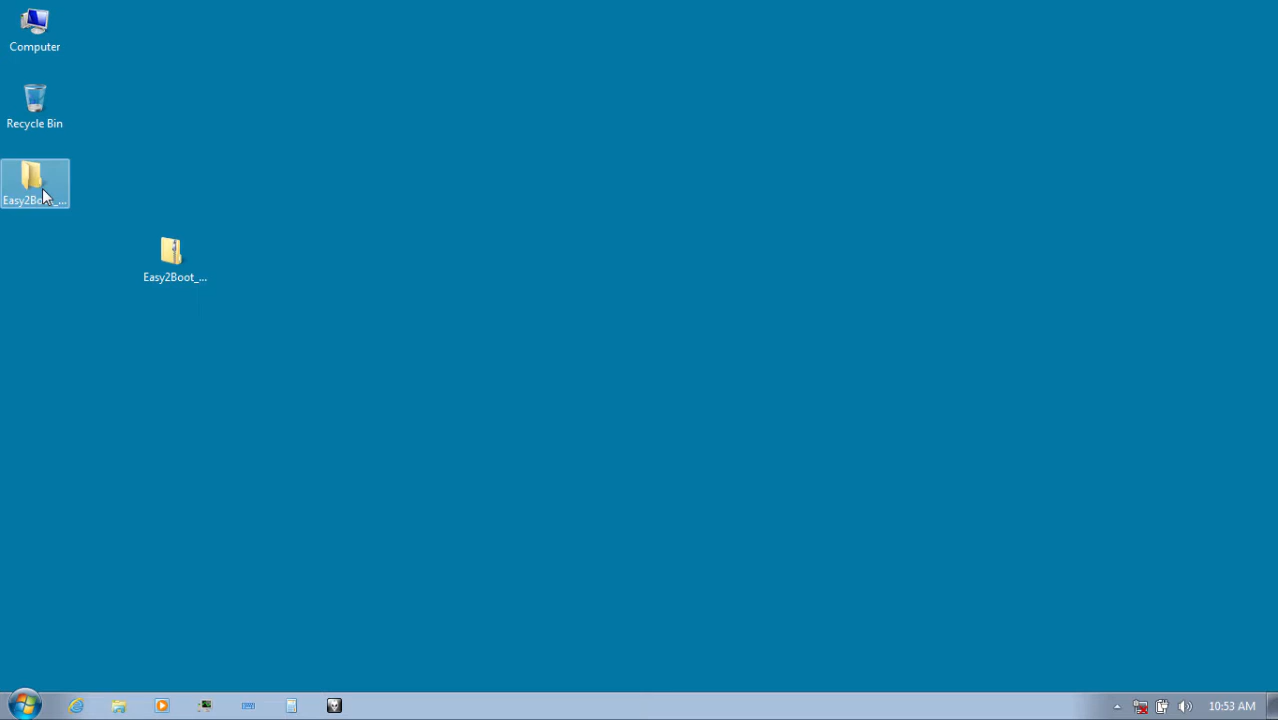 Computer
Recycle Bin
Easy2Bo
Easy2Boot_...
10:53 AM